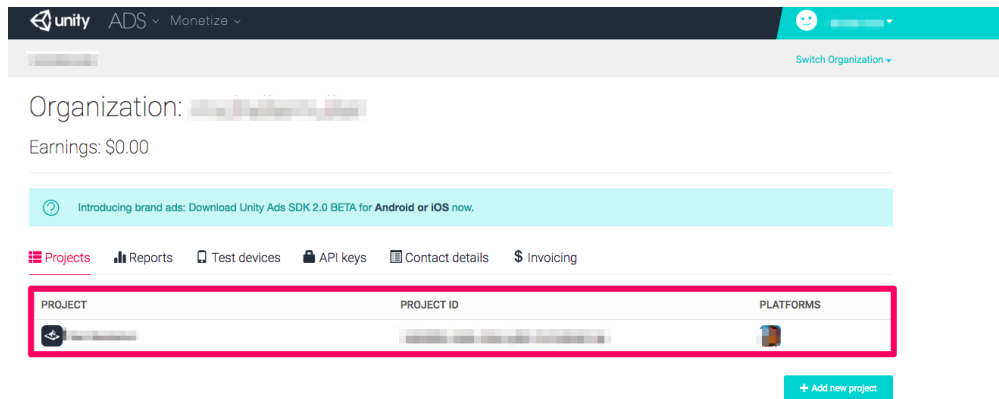 unity ADS Monetize
Switch Organization
Organization:
Earnings: $0.00
Introducing brand ads: Download Unity Ads SDK 2.0 BETA for Android or iOS now.
Projects Reports Test devices API keys Contact details $ Invoicing
PROJECT PROJECT ID PLATFORMS
+ Add new project